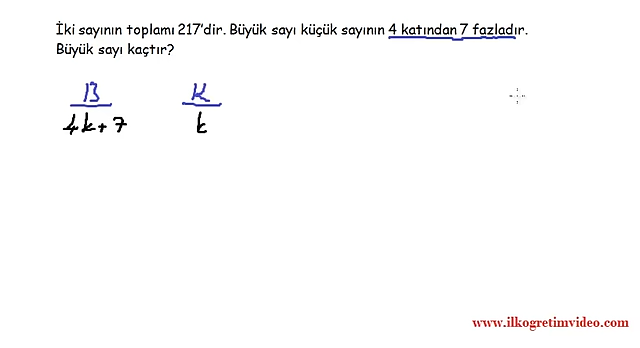 İki sayının toplamı 217'dir. Büyük sayı küçük sayının 4 katından 7 fazladır.
Büyük sayı kaçtır?
B K
4k+7 k
www.ilkogretimvideo.com